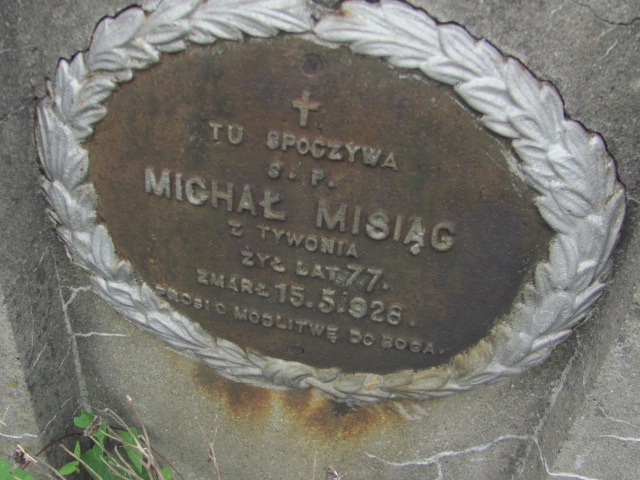 TU SPOCZYWA
Ś. P.
MICHAŁ MISIĄG
Z TYWONIA
ŻYŁ LAT 77.
ZMARŁ 15.5.1926.
PROSI O MODLITWĘ DO BOGA.